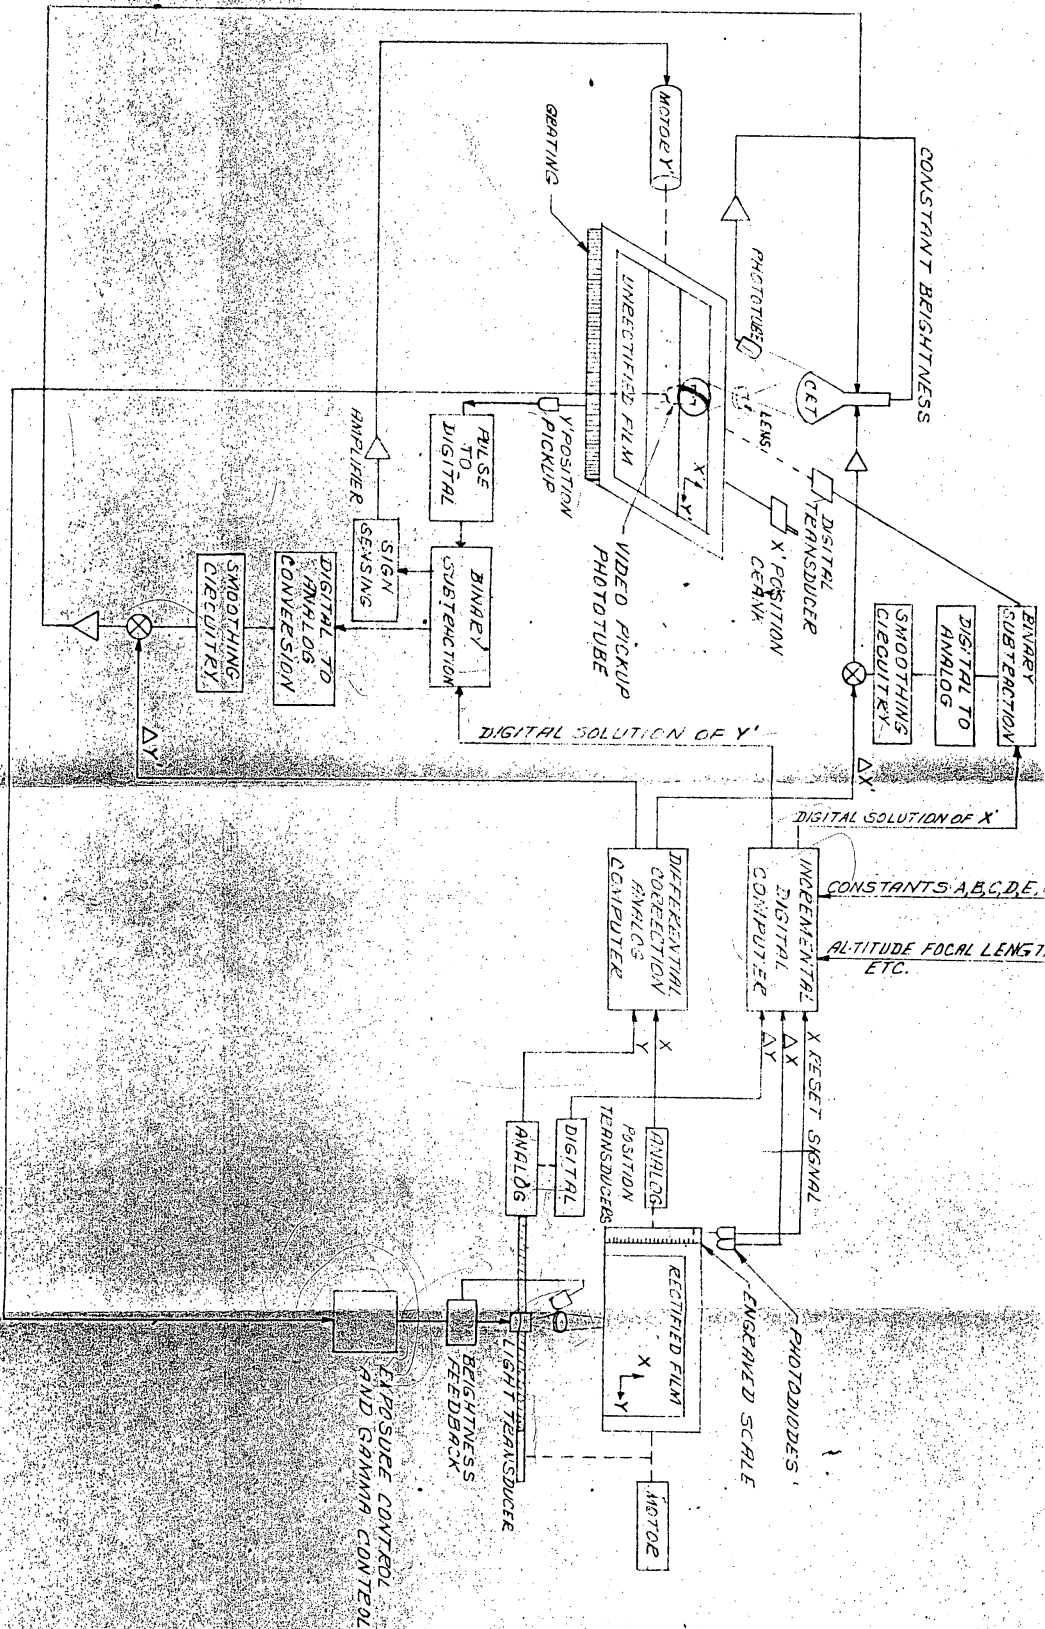 CONSTANT BRIGHTNESS
MOTOR Y'
GRATING
PHOTOTUBE
CRT
LENS
UNRECTIFIED FILM
X'
Y'
DIGITAL
TRANSDUCER
X' POSITION
CRANK
VIDEO PICKUP
PHOTOTUBE
Y' POSITION
PICKUP
PULSE
TO
DIGITAL
AMPLIFIER
SIGN
SENSING
BINARY
SUBTRACTION
DIGITAL TO
ANALOG
CONVERSION
SMOOTHING
CIRCUITRY
BINARY
SUBTRACTION
DIGITAL TO
ANALOG
SMOOTHING
CIRCUITRY
DIGITAL SOLUTION OF Y'
ΔY'
ΔX'
DIGITAL SOLUTION OF X'
CONSTANTS A,B,C,D,E,
ALTITUDE FOCAL LENGT
ETC.
INCREMENTAL
DIGITAL
COMPUTER
DIFFERENTIAL
CORRECTION
ANALOG
COMPUTER
X RESET SIGNAL
ΔX
ΔY
X
Y
ANALOG
DIGITAL
ANALOG
POSITION
TRANSDUCERS
RECTIFIED FILM
X
Y
PHOTODIODES
ENGRAVED SCALE
MOTOR
LIGHT TRANSDUCER
BRIGHTNESS
FEEDBACK
EXPOSURE CONTROL
AND GAMMA CONTROL